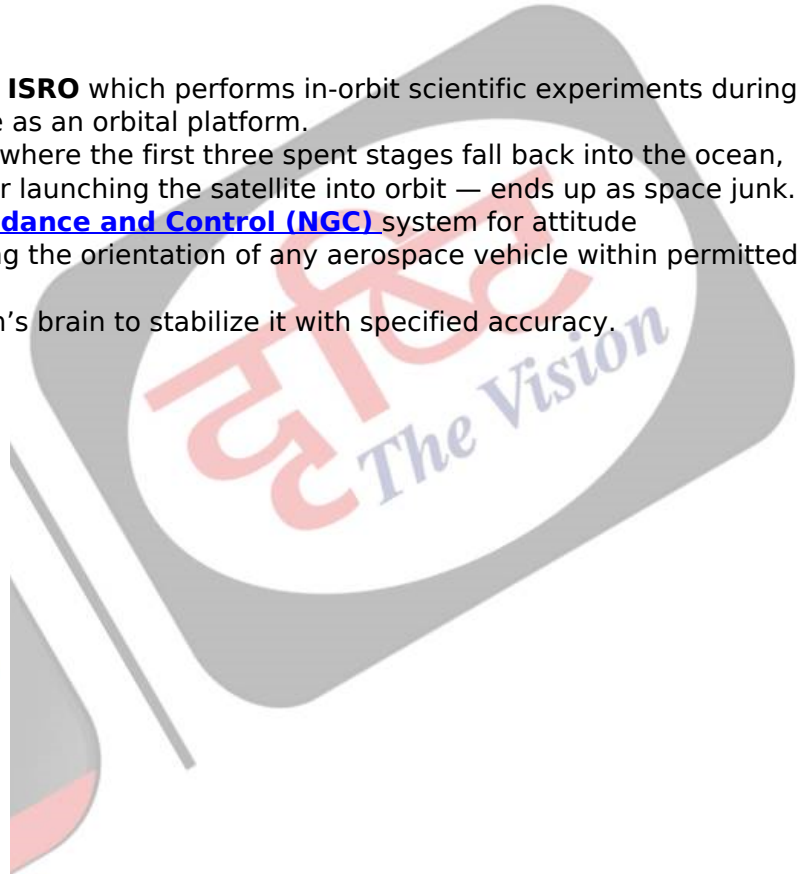 ISRO which performs in-orbit scientific experiments during
e as an orbital platform.
where the first three spent stages fall back into the ocean,
r launching the satellite into orbit — ends up as space junk.
dance and Control (NGC) system for attitude
g the orientation of any aerospace vehicle within permitted
n’s brain to stabilize it with specified accuracy.
दृष्टि
The Vision